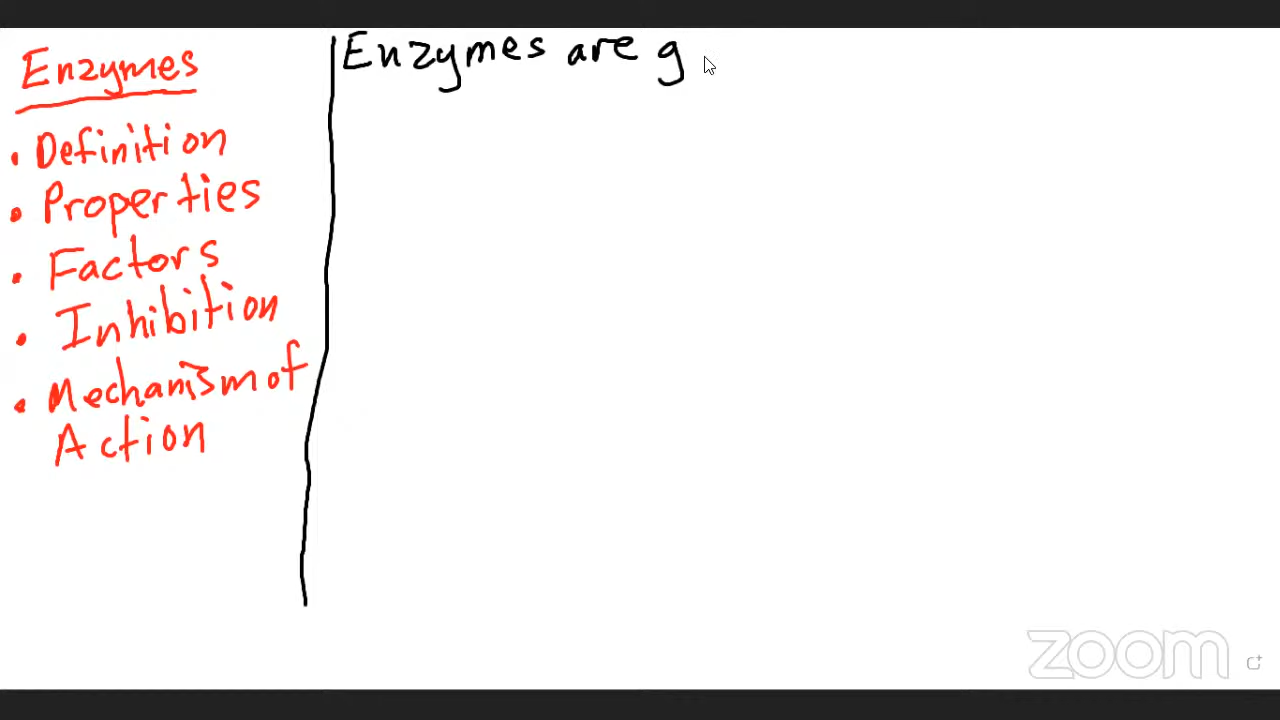 Enzymes
• Definition
• Properties
• Factors
• Inhibition
• Mechanism of
Action
Enzymes are g
zoom